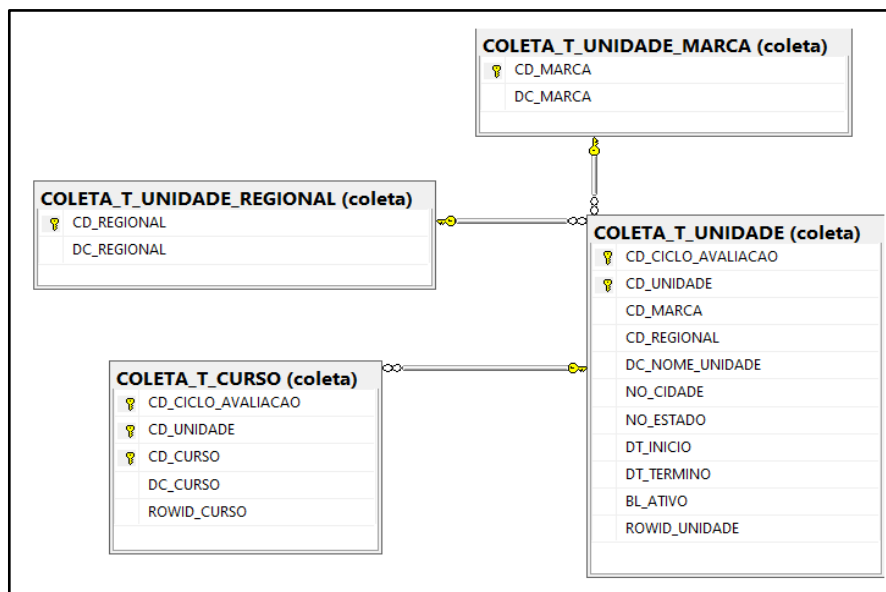 COLETA_T_UNIDADE_MARCA (coleta)
CD_MARCA
DC_MARCA
COLETA_T_UNIDADE_REGIONAL (coleta)
CD_REGIONAL
DC_REGIONAL
COLETA_T_UNIDADE (coleta)
CD_CICLO_AVALIACAO
CD_UNIDADE
CD_MARCA
CD_REGIONAL
DC_NOME_UNIDADE
NO_CIDADE
NO_ESTADO
DT_INICIO
DT_TERMINO
BL_ATIVO
ROWID_UNIDADE
COLETA_T_CURSO (coleta)
CD_CICLO_AVALIACAO
CD_UNIDADE
CD_CURSO
DC_CURSO
ROWID_CURSO